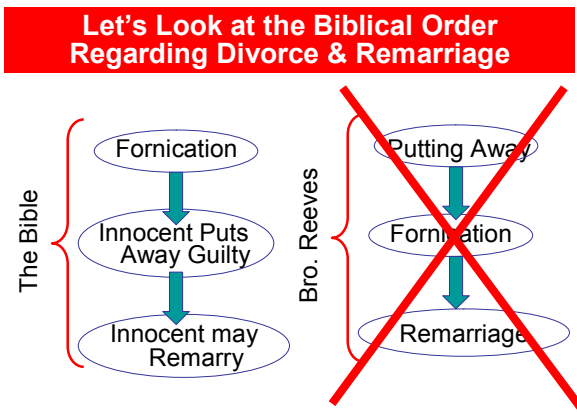 Let's Look at the Biblical Order
Regarding Divorce & Remarriage
The Bible
Fornication
Innocent Puts
Away Guilty
Innocent may
Remarry
Bro. Reeves
Putting Away
Fornication
Remarriage